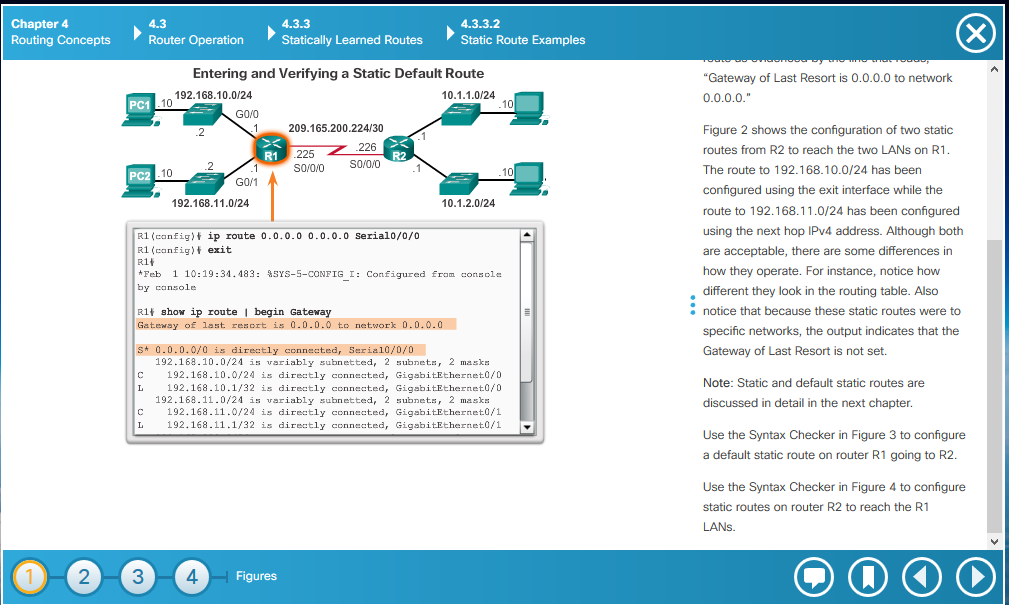 Chapter 4
Routing Concepts
4.3
Router Operation
4.3.3
Statically Learned Routes
4.3.3.2
Static Route Examples
Entering and Verifying a Static Default Route
PC1
.10
192.168.10.0/24
.2
G0/0
.1
209.165.200.224/30
R1
.225
S0/0/0
.226
S0/0/0
R2
.1
10.1.1.0/24
.10
PC2
.10
.2
.1
G0/1
192.168.11.0/24
.1
.10
10.1.2.0/24
R1(config)# ip route 0.0.0.0 0.0.0.0 Serial0/0/0
R1(config)# exit
R1#
*Feb 1 10:19:34.483: %SYS-5-CONFIG_I: Configured from console
by console
R1# show ip route | begin Gateway
Gateway of last resort is 0.0.0.0 to network 0.0.0.0
S* 0.0.0.0/0 is directly connected, Serial0/0/0
192.168.10.0/24 is variably subnetted, 2 subnets, 2 masks
C 192.168.10.0/24 is directly connected, GigabitEthernet0/0
L 192.168.10.1/32 is directly connected, GigabitEthernet0/0
192.168.11.0/24 is variably subnetted, 2 subnets, 2 masks
C 192.168.11.0/24 is directly connected, GigabitEthernet0/1
L 192.168.11.1/32 is directly connected, GigabitEthernet0/1
route as evidenced by the line that reads,
“Gateway of Last Resort is 0.0.0.0 to network
0.0.0.0.”
Figure 2 shows the configuration of two static
routes from R2 to reach the two LANs on R1.
The route to 192.168.10.0/24 has been
configured using the exit interface while the
route to 192.168.11.0/24 has been configured
using the next hop IPv4 address. Although both
are acceptable, there are some differences in
how they operate. For instance, notice how
different they look in the routing table. Also
notice that because these static routes were to
specific networks, the output indicates that the
Gateway of Last Resort is not set.
Note: Static and default static routes are
discussed in detail in the next chapter.
Use the Syntax Checker in Figure 3 to configure
a default static route on router R1 going to R2.
Use the Syntax Checker in Figure 4 to configure
static routes on router R2 to reach the R1
LANs.
1
2
3
4
Figures